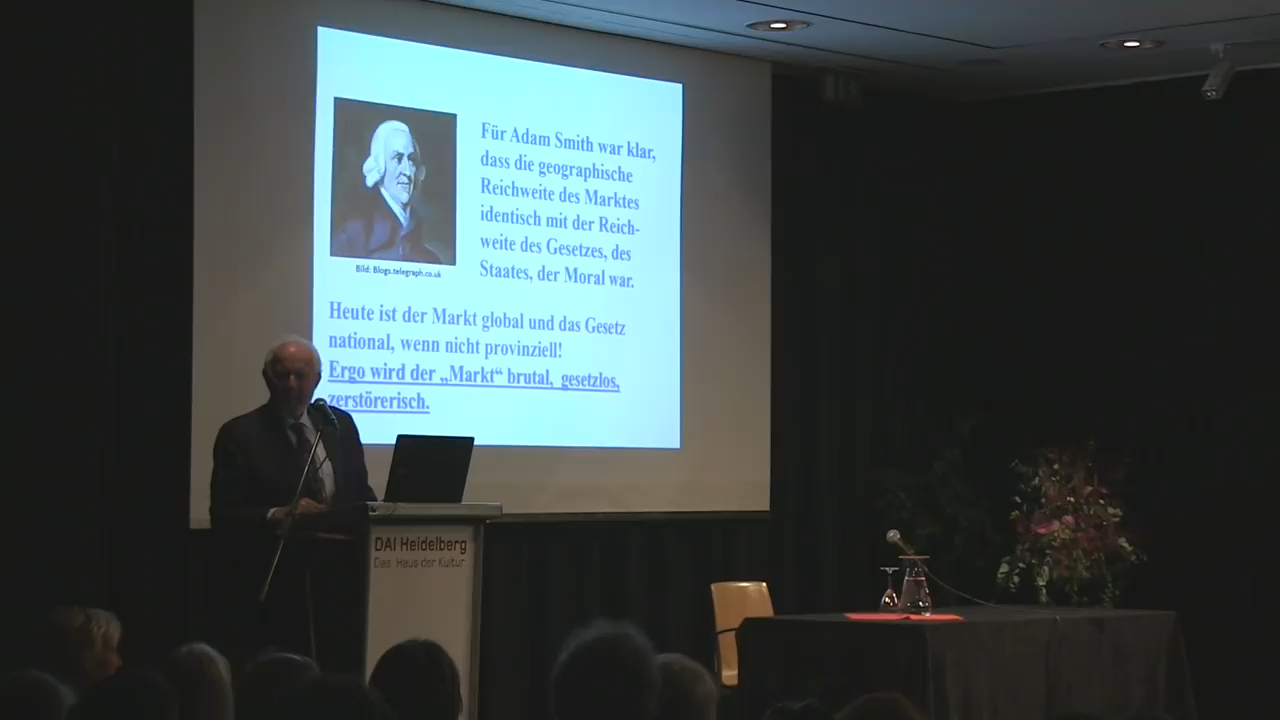 Für Adam Smith war klar,
dass die geographische
Reichweite des Marktes
identisch mit der Reich-
weite des Gesetzes, des
Staates, der Moral war.
Bild: Blogs.telegraph.co.uk
Heute ist der Markt global und das Gesetz
national, wenn nicht provinziell!
Ergo wird der „Markt“ brutal, gesetzlos,
zerstörerisch.
DAI Heidelberg
Das Haus der Kultur